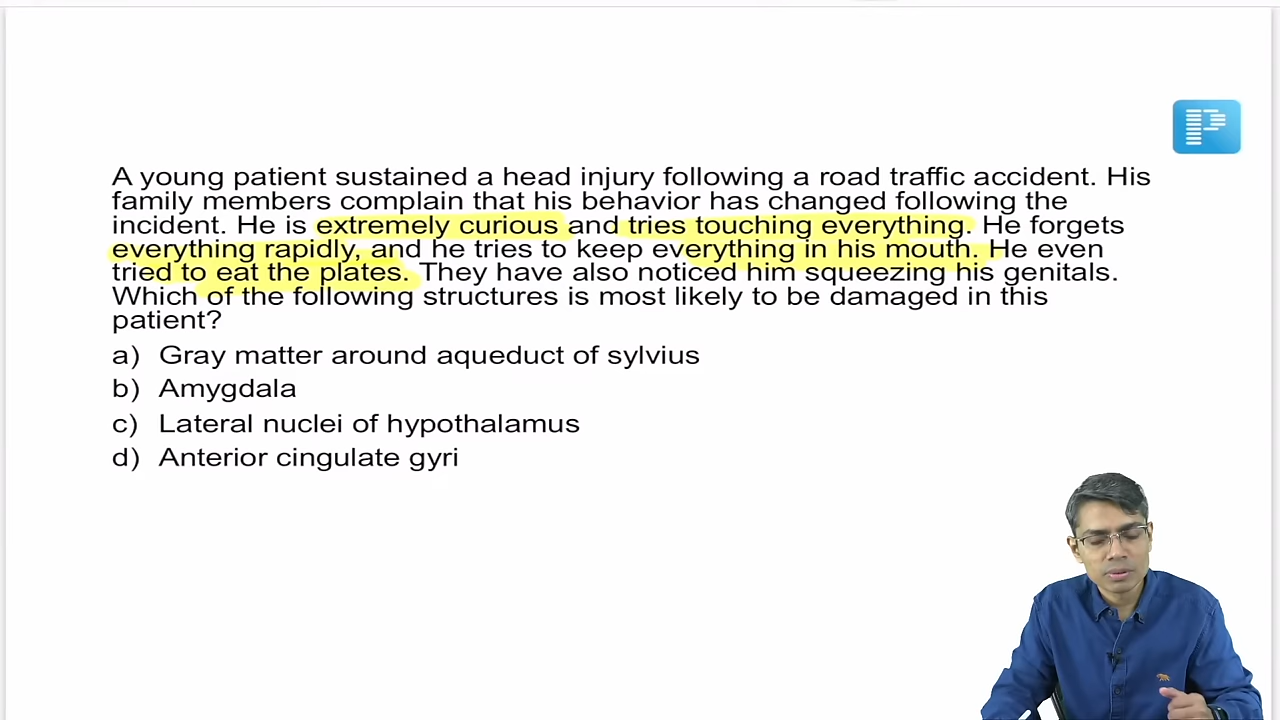 A young patient sustained a head injury following a road traffic accident. His
family members complain that his behavior has changed following the
incident. He is extremely curious and tries touching everything. He forgets
everything rapidly, and he tries to keep everything in his mouth. He even
tried to eat the plates. They have also noticed him squeezing his genitals.
Which of the following structures is most likely to be damaged in this
patient?
a) Gray matter around aqueduct of sylvius
b) Amygdala
c) Lateral nuclei of hypothalamus
d) Anterior cingulate gyri